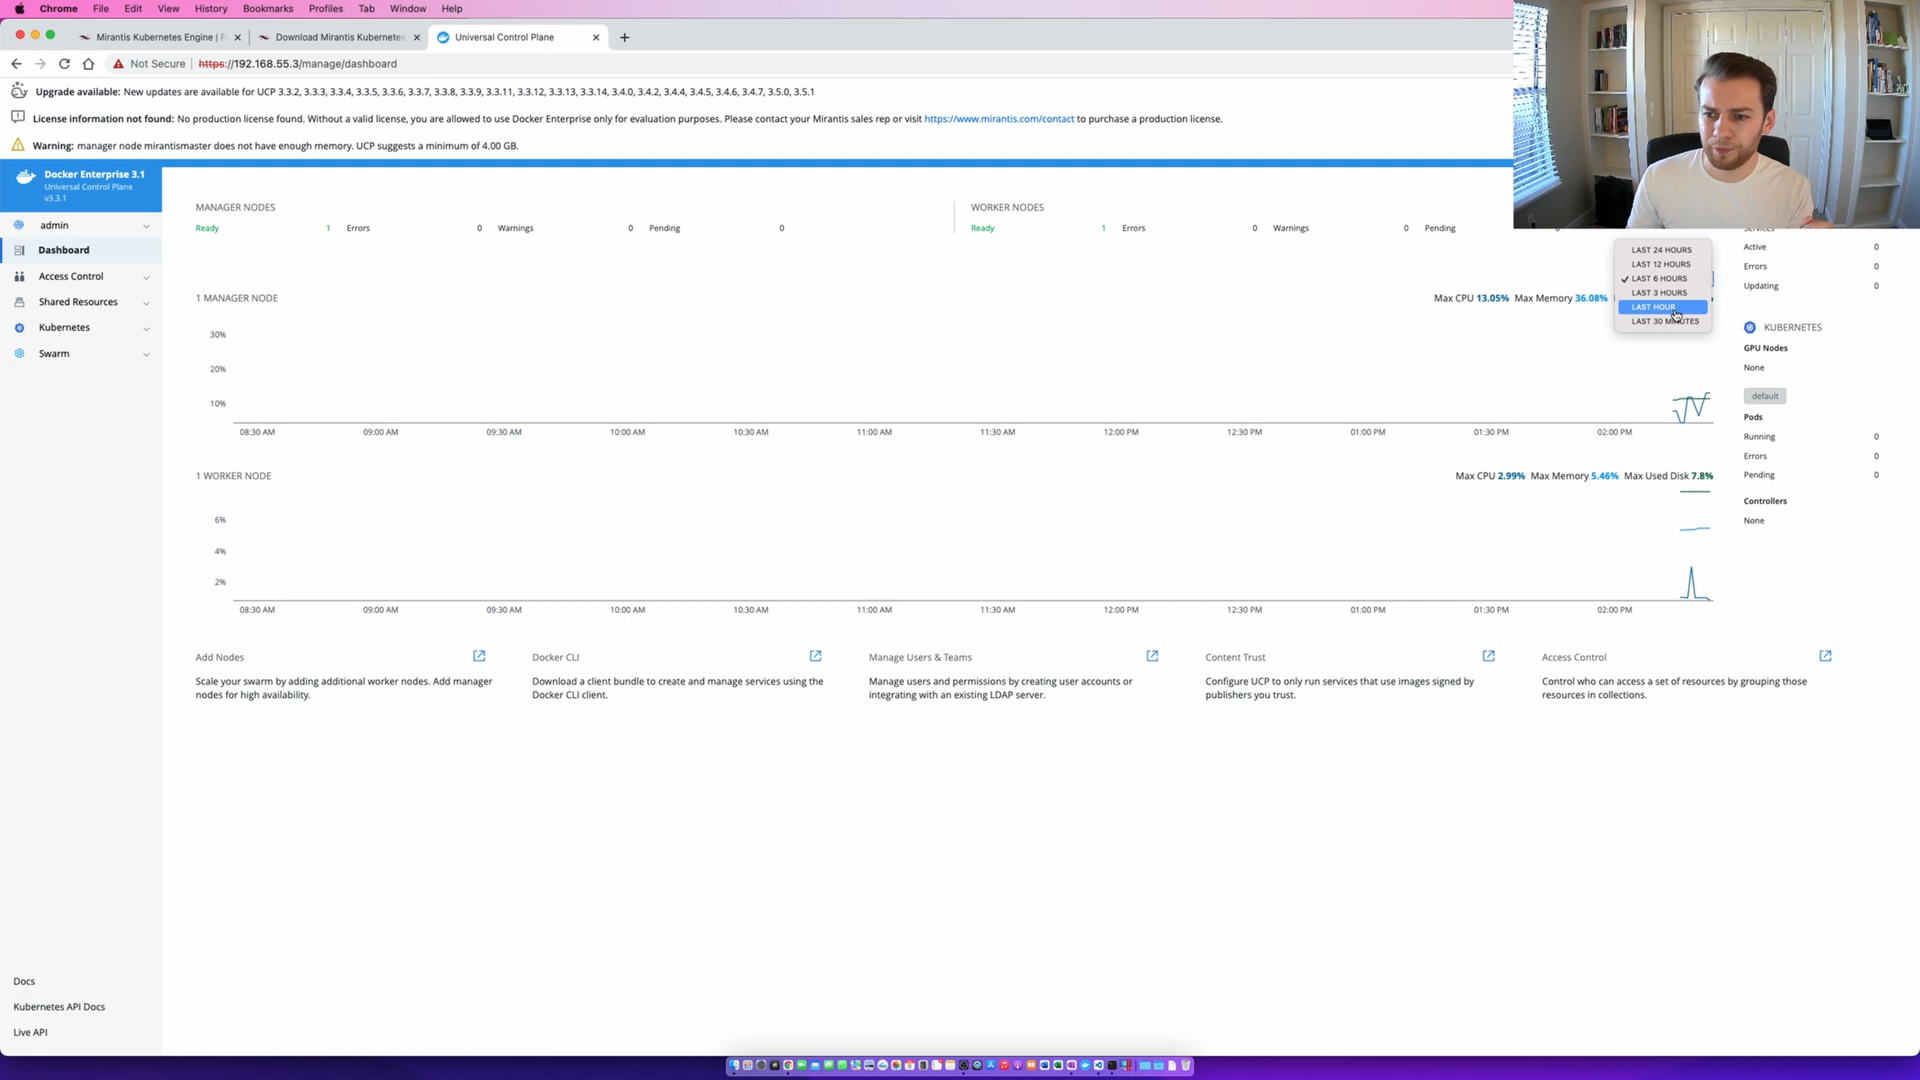 Chrome File Edit View History Bookmarks Profiles Tab Window Help
Mirantis Kubernetes Engine | F
Download Mirantis Kubernetes
Universal Control Plane
Not Secure https://192.168.55.3/manage/dashboard
Upgrade available: New updates are available for UCP 3.3.2, 3.3.3, 3.3.4, 3.3.5, 3.3.6, 3.3.7, 3.3.8, 3.3.9, 3.3.11, 3.3.12, 3.3.13, 3.3.14, 3.4.0, 3.4.2, 3.4.4, 3.4.5, 3.4.6, 3.4.7, 3.5.0, 3.5.1
License information not found: No production license found. Without a valid license, you are allowed to use Docker Enterprise only for evaluation purposes. Please contact your Mirantis sales rep or visit https://www.mirantis.com/contact to purchase a production license.
Warning: manager node mirantismaster does not have enough memory. UCP suggests a minimum of 4.00 GB.
Docker Enterprise 3.1
Universal Control Plane
v3.3.1
admin
Dashboard
Access Control
Shared Resources
Kubernetes
Swarm
Docs
Kubernetes API Docs
Live API
MANAGER NODES
Ready 1 Errors 0 Warnings 0 Pending 0
WORKER NODES
Ready 1 Errors 0 Warnings 0 Pending
LAST 24 HOURS
LAST 12 HOURS
LAST 6 HOURS
LAST 3 HOURS
LAST HOUR
LAST 30 MINUTES
1 MANAGER NODE
Max CPU 13.05% Max Memory 36.08%
30%
20%
10%
08:30 AM 09:00 AM 09:30 AM 10:00 AM 10:30 AM 11:00 AM 11:30 AM 12:00 PM 12:30 PM 01:00 PM 01:30 PM 02:00 PM
1 WORKER NODE
Max CPU 2.99% Max Memory 5.46% Max Used Disk 7.8%
6%
4%
2%
08:30 AM 09:00 AM 09:30 AM 10:00 AM 10:30 AM 11:00 AM 11:30 AM 12:00 PM 12:30 PM 01:00 PM 01:30 PM 02:00 PM
Add Nodes
Scale your swarm by adding additional worker nodes. Add manager
nodes for high availability.
Docker CLI
Download a client bundle to create and manage services using the
Docker CLI client.
Manage Users & Teams
Manage users and permissions by creating user accounts or
integrating with an existing LDAP server.
Content Trust
Configure UCP to only run services that use images signed by
publishers you trust.
Access Control
Control who can access a set of resources by grouping those
resources in collections.
Active 0
Errors 0
Updating 0
KUBERNETES
GPU Nodes
None
default
Pods
Running 0
Errors 0
Pending 0
Controllers
None